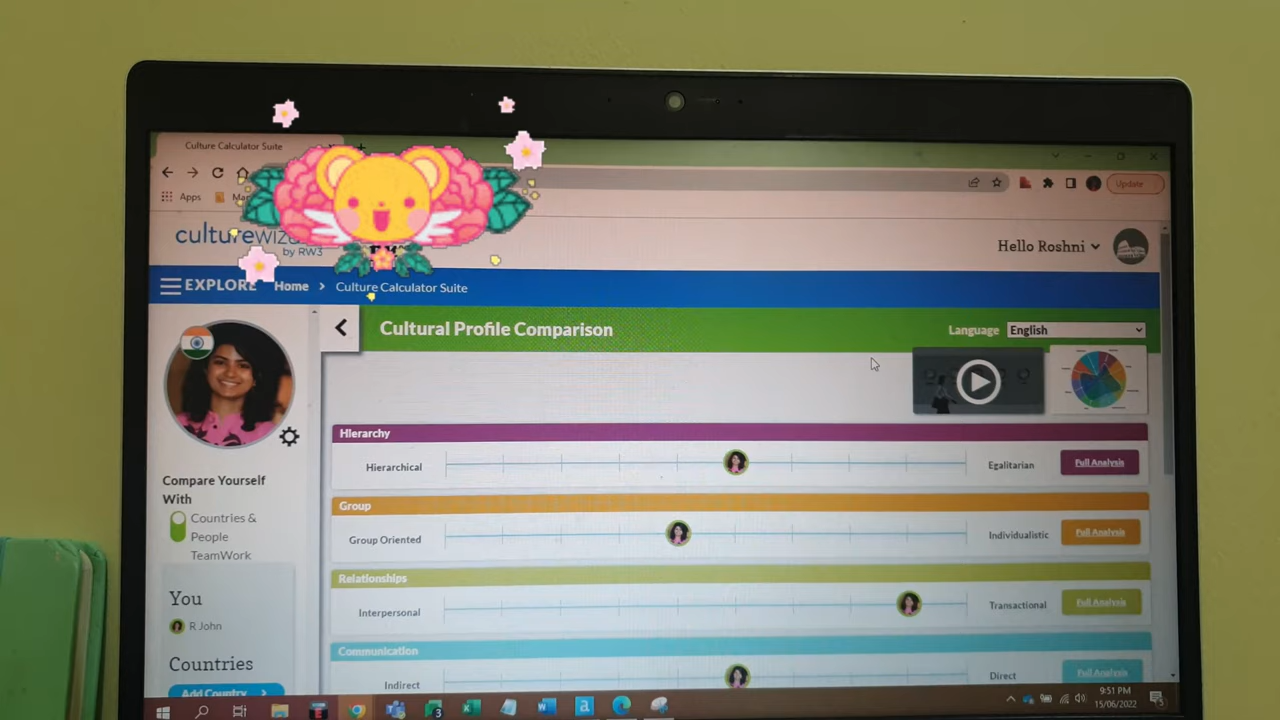 Culture Calculator Suite
Apps
Update
culturewiz
by RW3
Hello Roshni
EXPLORE Home > Culture Calculator Suite
Cultural Profile Comparison
Language English
Hierarchy
Hierarchical Egalitarian Full Analysis
Group
Group Oriented Individualistic Full Analysis
Relationships
Interpersonal Transactional Full Analysis
Communication
Indirect Direct Full Analysis
Compare Yourself
With
Countries &
People
TeamWork
You
R John
Countries
Add Country >
9:51 PM
15/06/2022